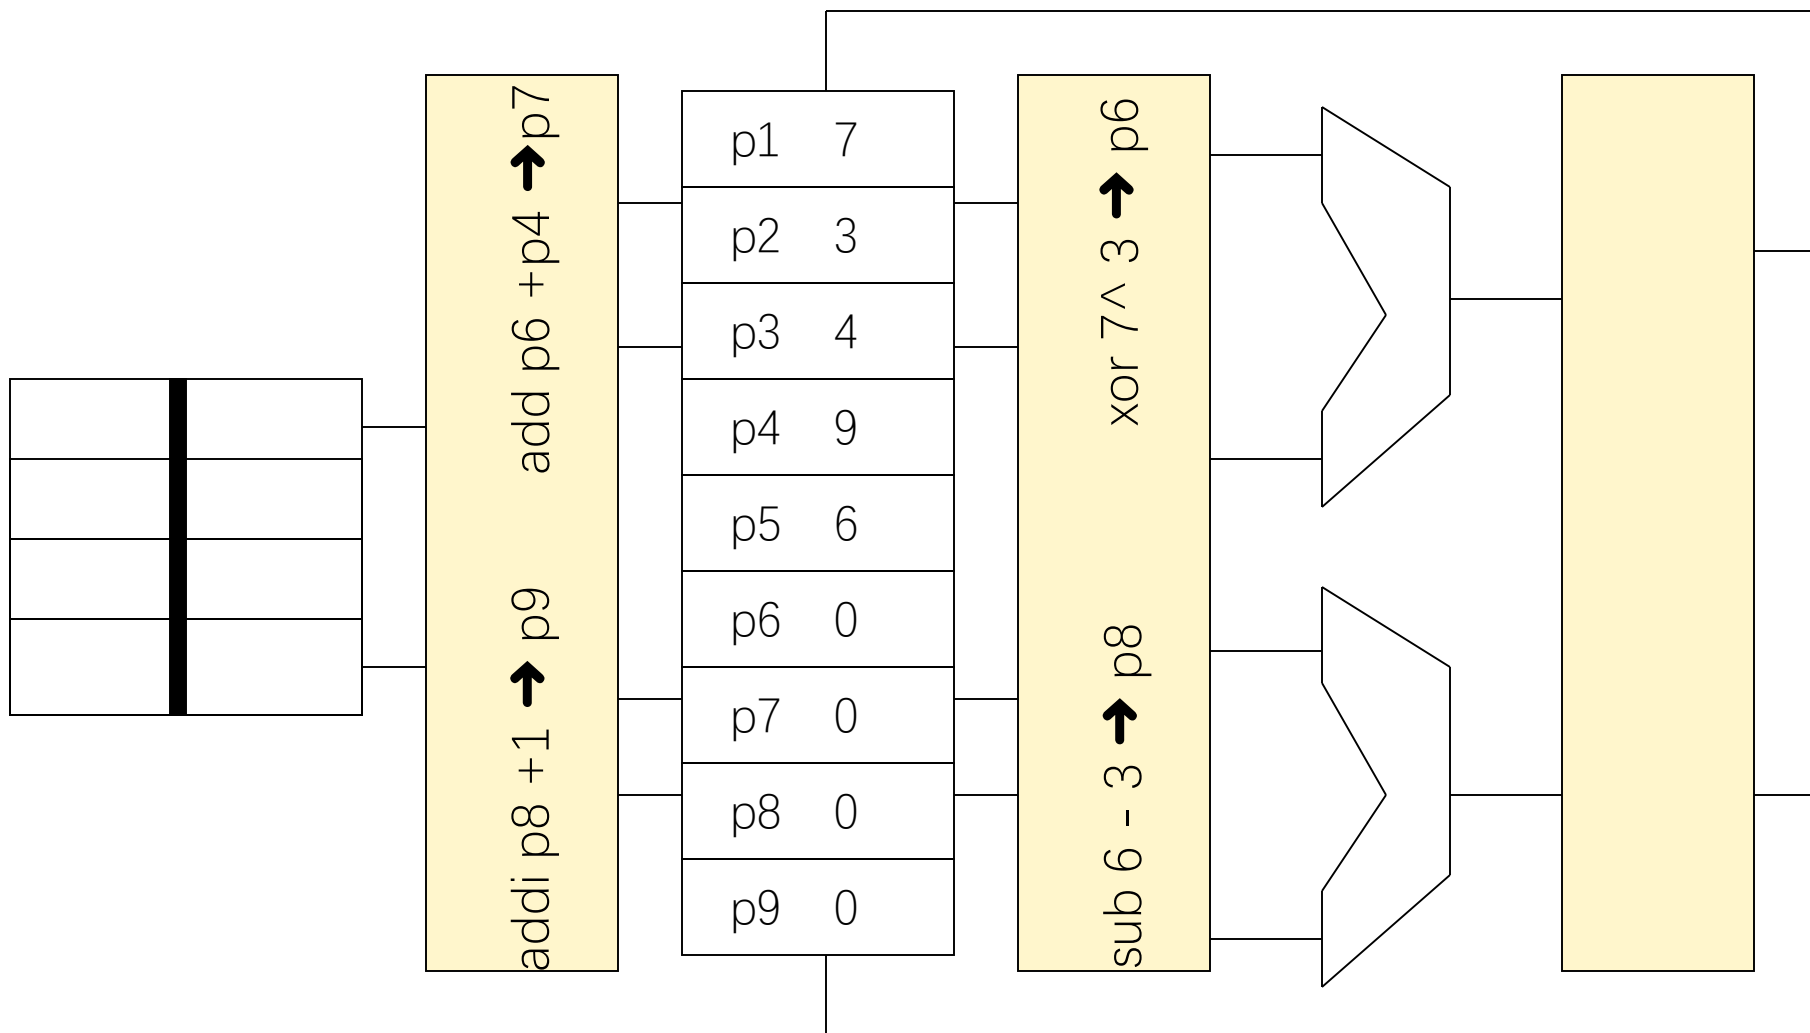 add p6 +p4 ➔ p7
addi p8 +1 ➔ p9
p1 7
p2 3
p3 4
p4 9
p5 6
p6 0
p7 0
p8 0
p9 0
xor 7^ 3 ➔ p6
sub 6 - 3 ➔ p8